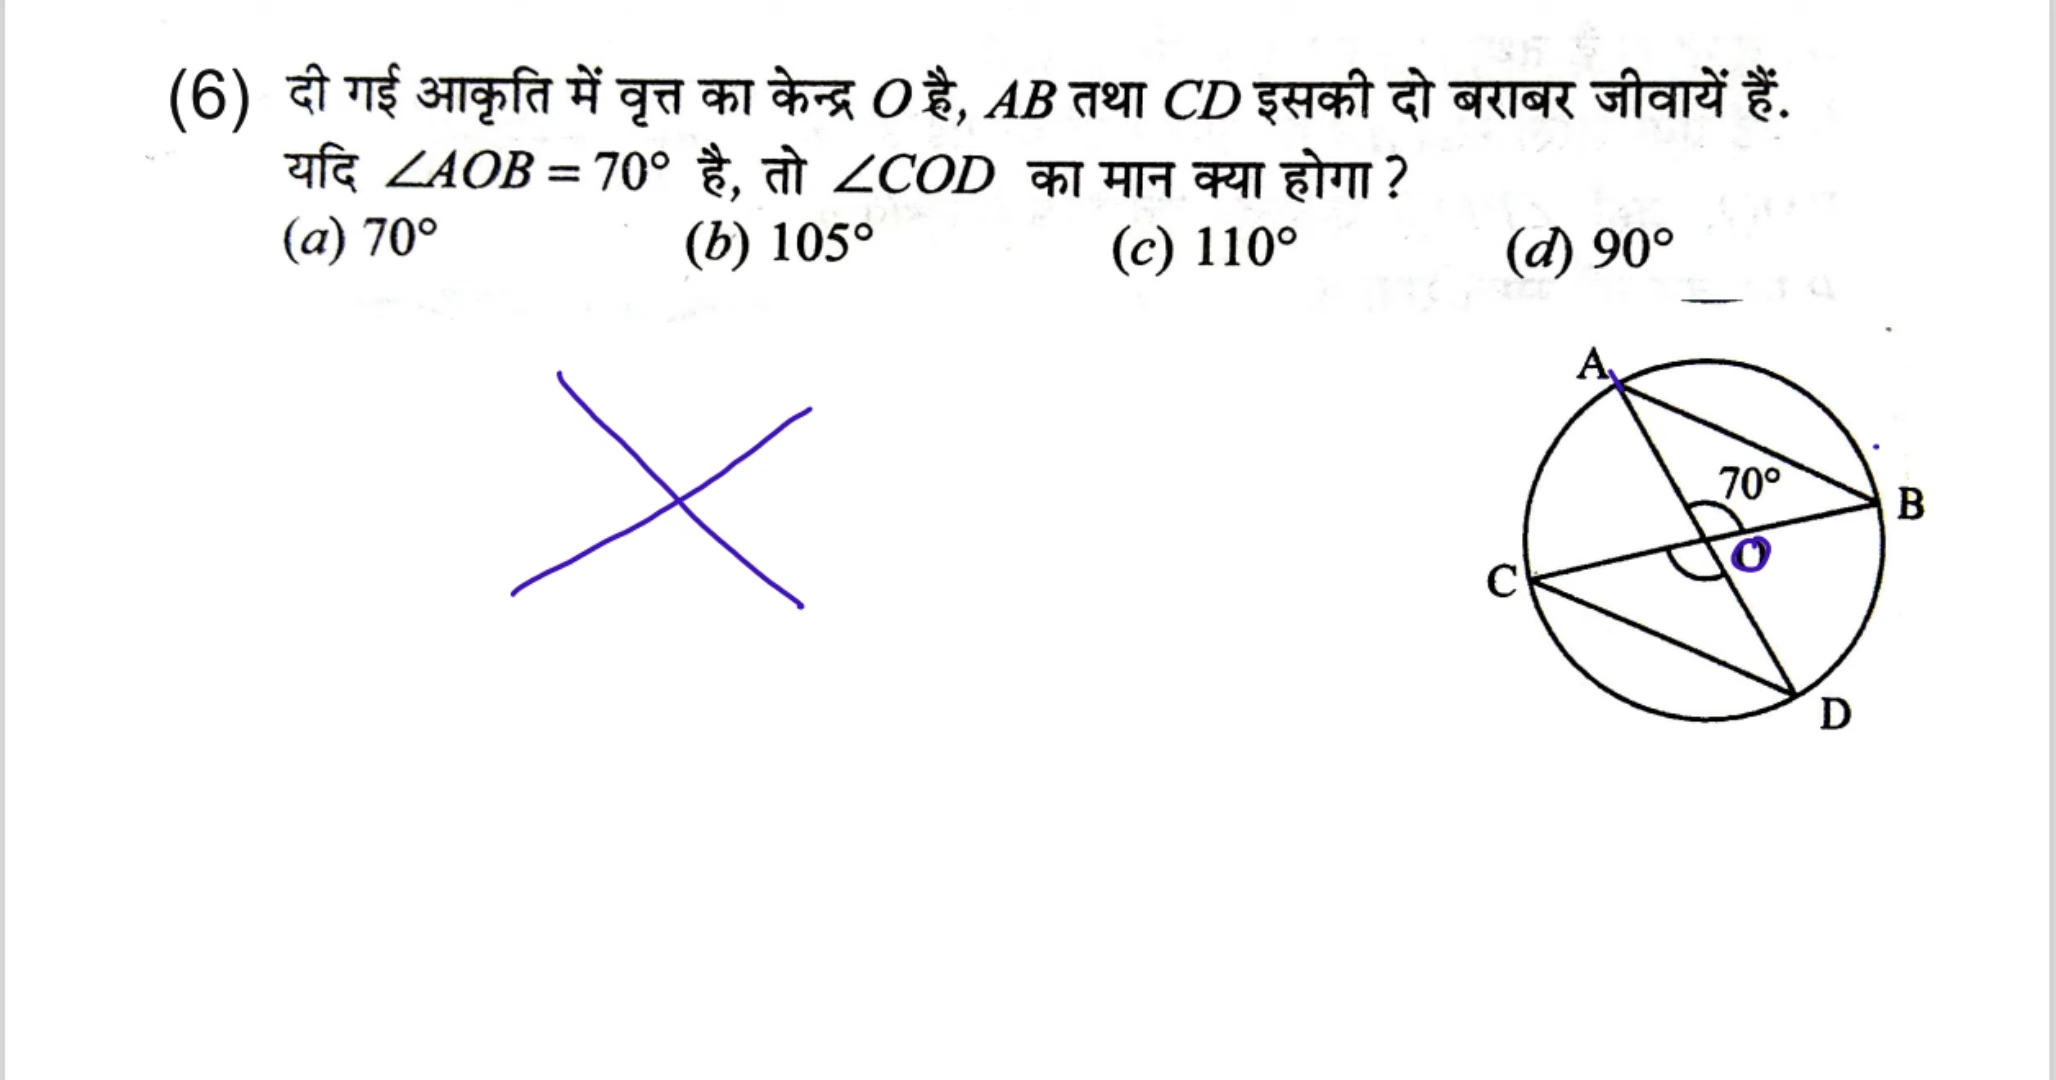 (6) दी गई आकृति में वृत्त का केन्द्र O है, AB तथा CD इसकी दो बराबर जीवायें हैं.
यदि ∠AOB = 70° है, तो ∠COD का मान क्या होगा ?
(a) 70° (b) 105° (c) 110° (d) 90°
A
70°
B
O
C
D